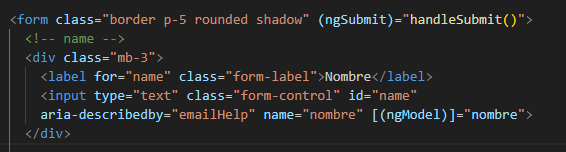 <form class="border p-5 rounded shadow" (ngSubmit)="handleSubmit()">
<!-- name -->
<div class="mb-3">
<label for="name" class="form-label">Nombre</label>
<input type="text" class="form-control" id="name"
aria-describedby="emailHelp" name="nombre" [(ngModel)]="nombre">
</div>